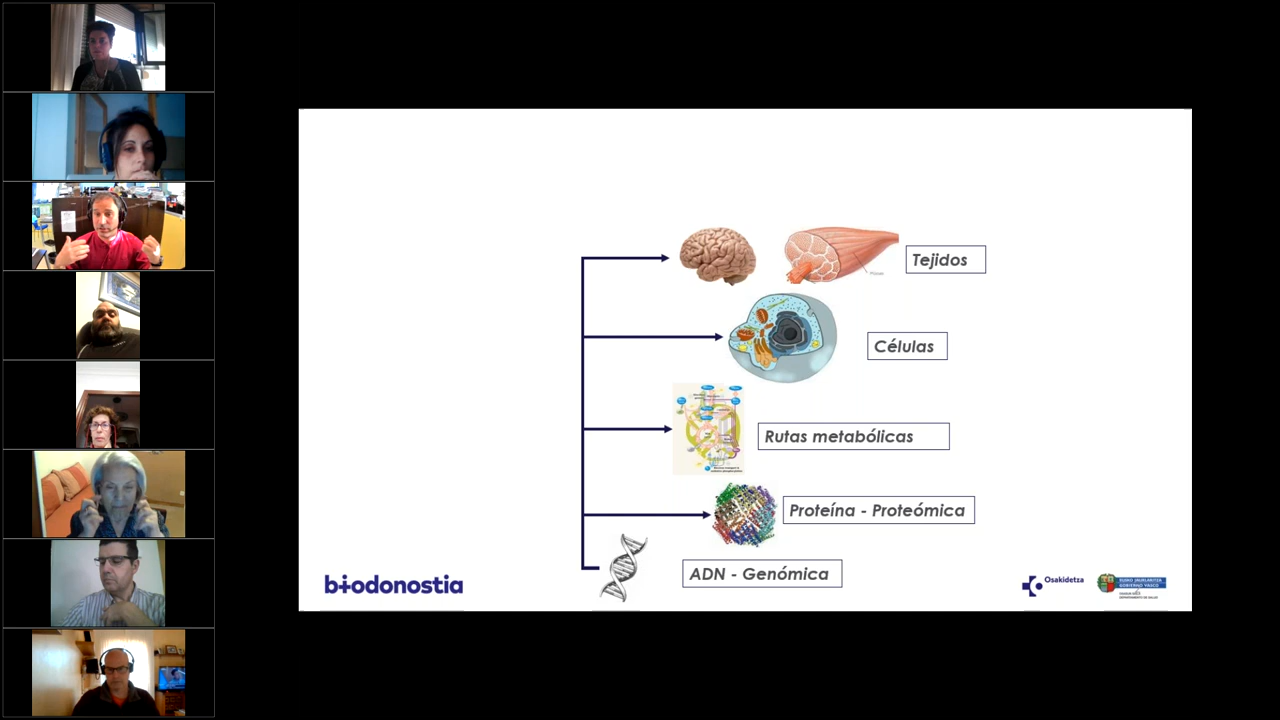 Tejidos
Células
Rutas metabólicas
Proteína - Proteómica
ADN - Genómica
biodonostia
Osakidetza
EUSKO JAURLARITZA
GOBIERNO VASCO